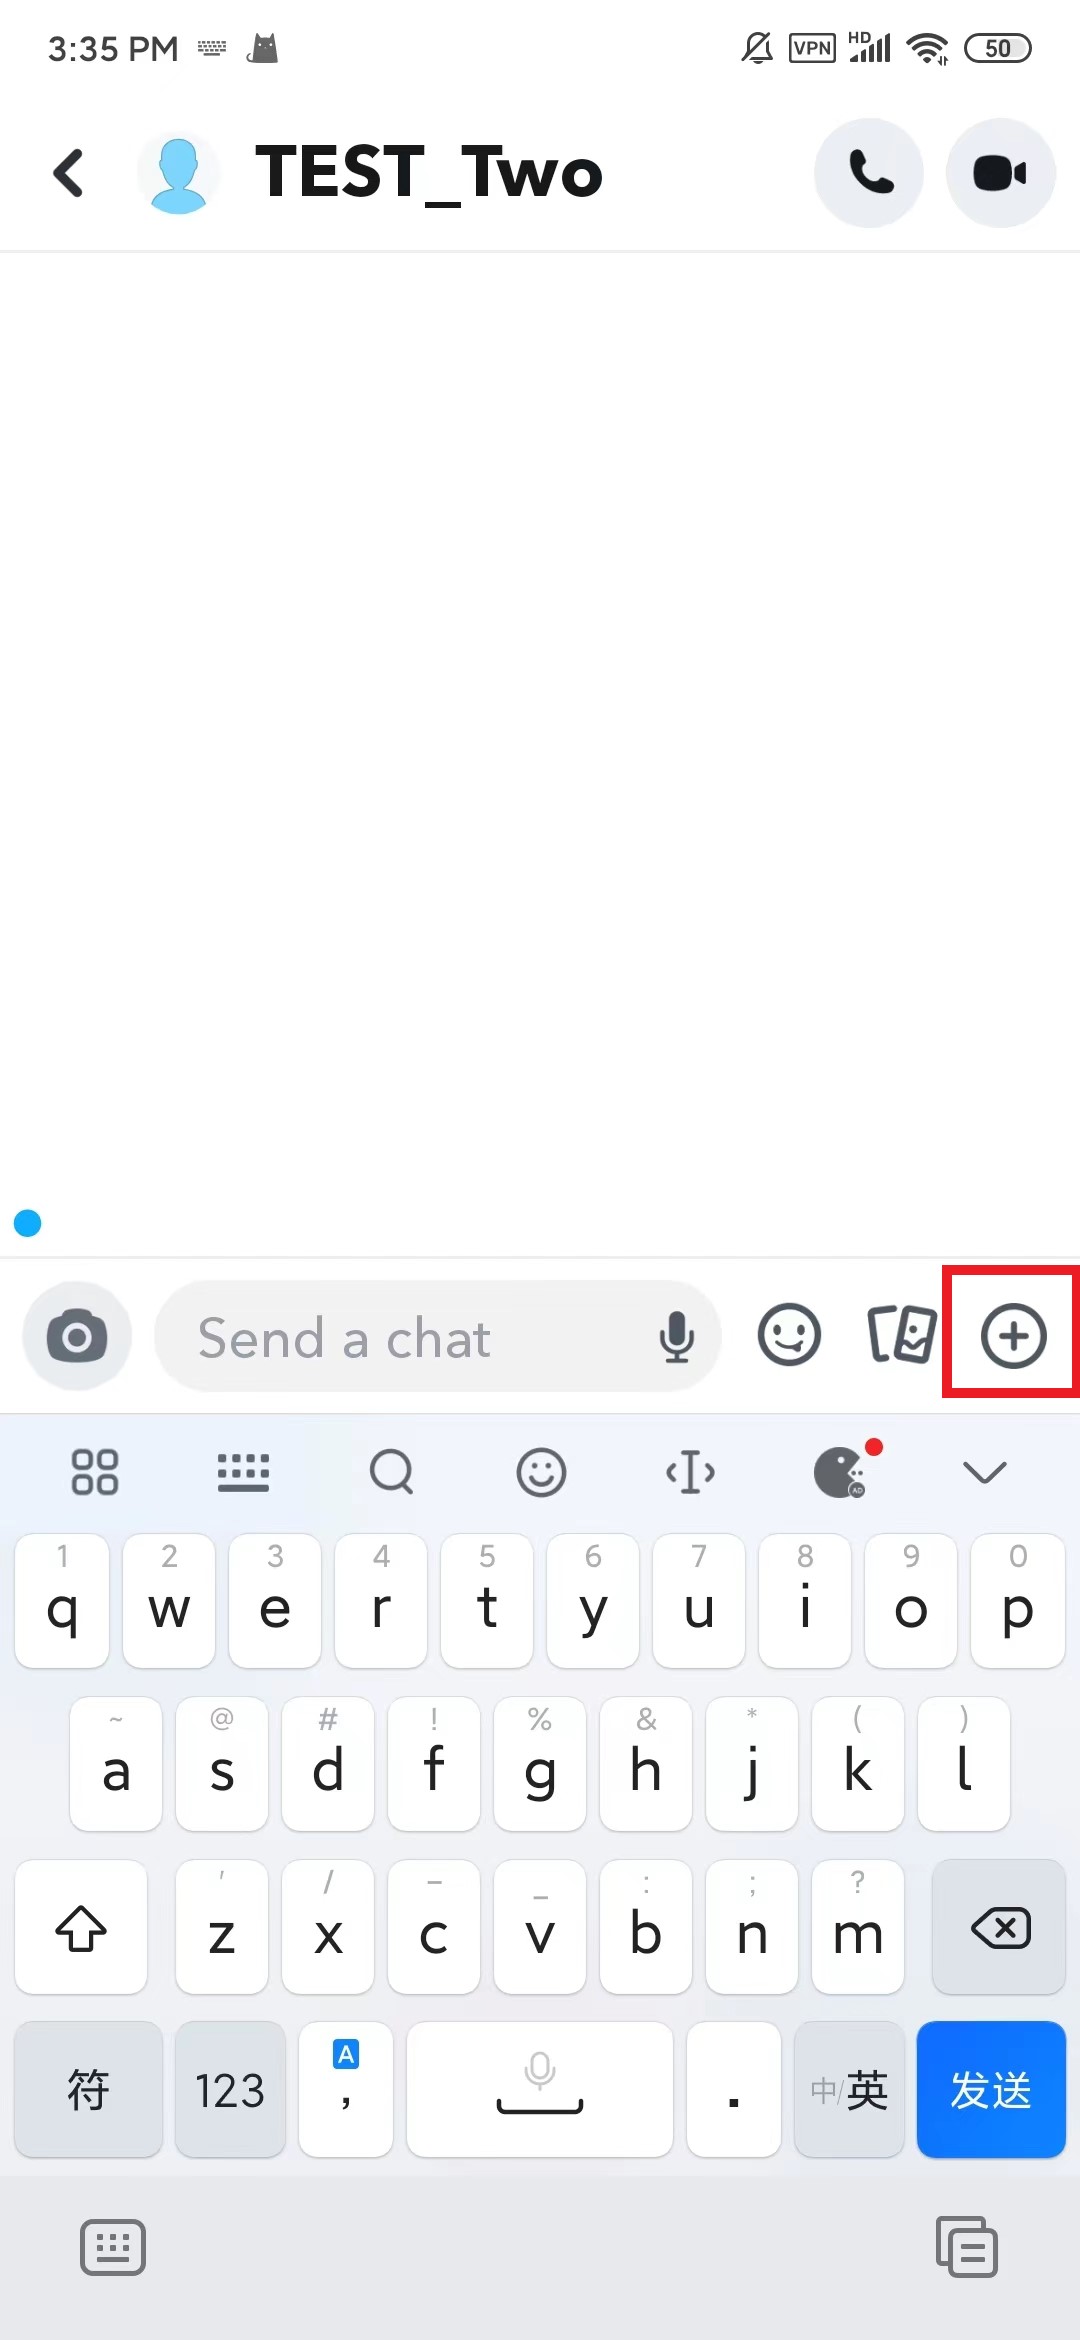 3:35 PM VPN HD 50
TEST_Two
Send a chat
AD
1 2 3 4 5 6 7 8 9 0
q w e r t y u i o p
~ @ # ! % & * ( )
a s d f g h j k l
' / – _ : ; ?
z x c v b n m
A
符 123 , . 中/英 发送